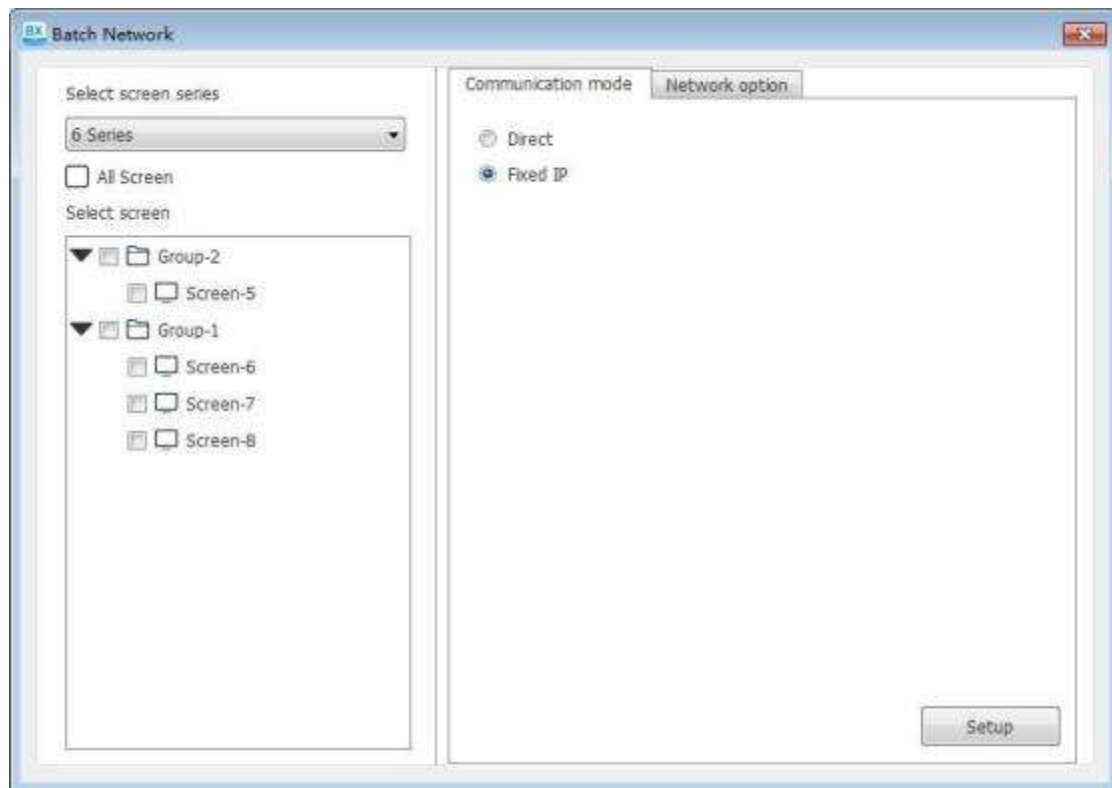 BX Batch Network
Select screen series
6 Series
All Screen
Select screen
Group-2
Screen-5
Group-1
Screen-6
Screen-7
Screen-8
Communication mode
Network option
Direct
Fixed IP
Setup